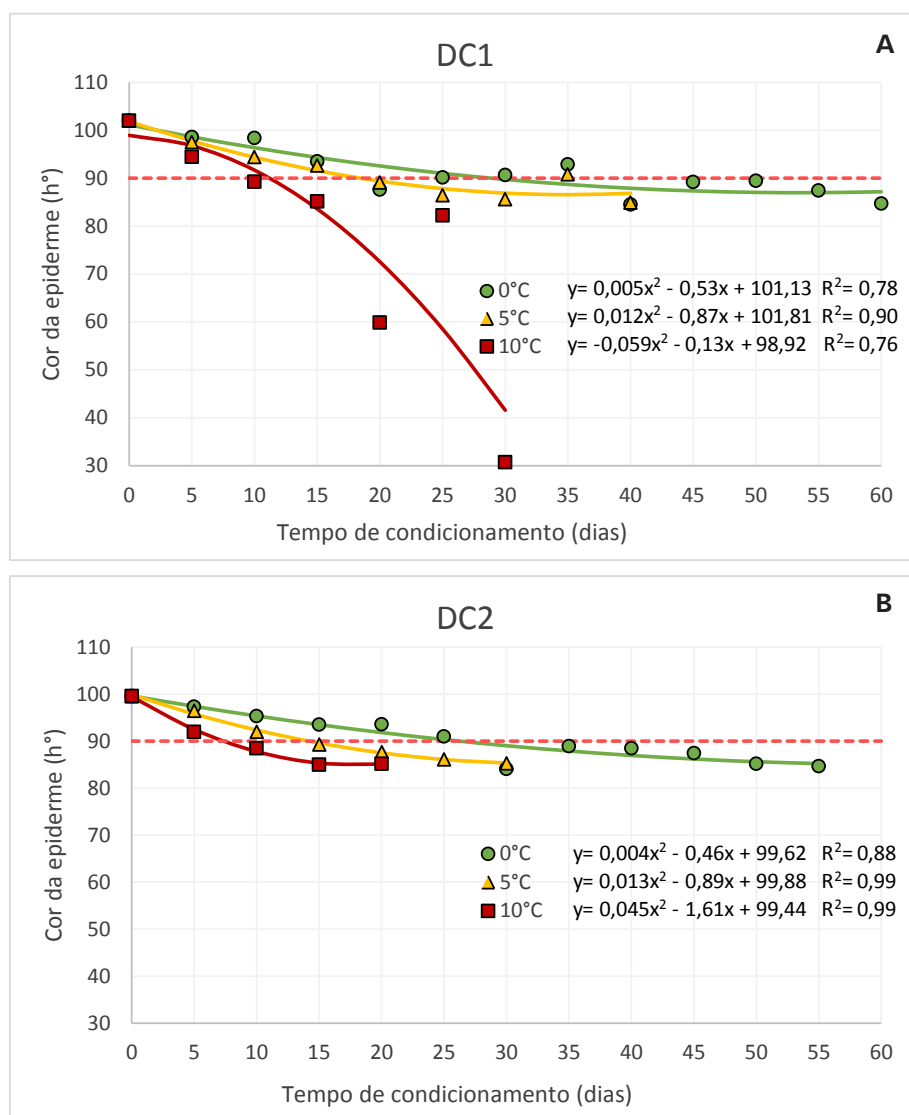 A
DC1
110
100
90
80
70
60
50
40
30
Cor da epiderme (h°)
0°C y= 0,005x² - 0,53x + 101,13 R²= 0,78
5°C y= 0,012x² - 0,87x + 101,81 R²= 0,90
10°C y= -0,059x² - 0,13x + 98,92 R²= 0,76
0 5 10 15 20 25 30 35 40 45 50 55 60
Tempo de condicionamento (dias)
B
DC2
110
100
90
80
70
60
50
40
30
Cor da epiderme (h°)
0°C y= 0,004x² - 0,46x + 99,62 R²= 0,88
5°C y= 0,013x² - 0,89x + 99,88 R²= 0,99
10°C y= 0,045x² - 1,61x + 99,44 R²= 0,99
0 5 10 15 20 25 30 35 40 45 50 55 60
Tempo de condicionamento (dias)